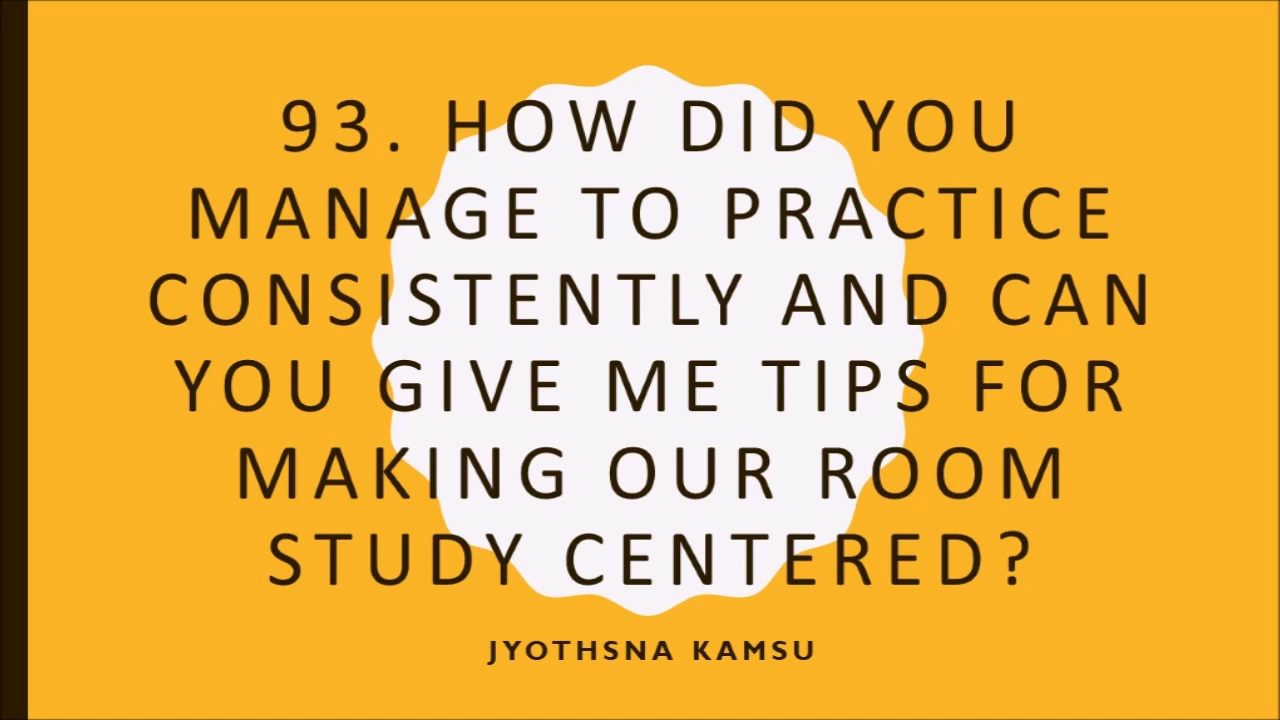 93. HOW DID YOU
MANAGE TO PRACTICE
CONSISTENTLY AND CAN
YOU GIVE ME TIPS FOR
MAKING OUR ROOM
STUDY CENTERED?
JYOTHSNA KAMSU